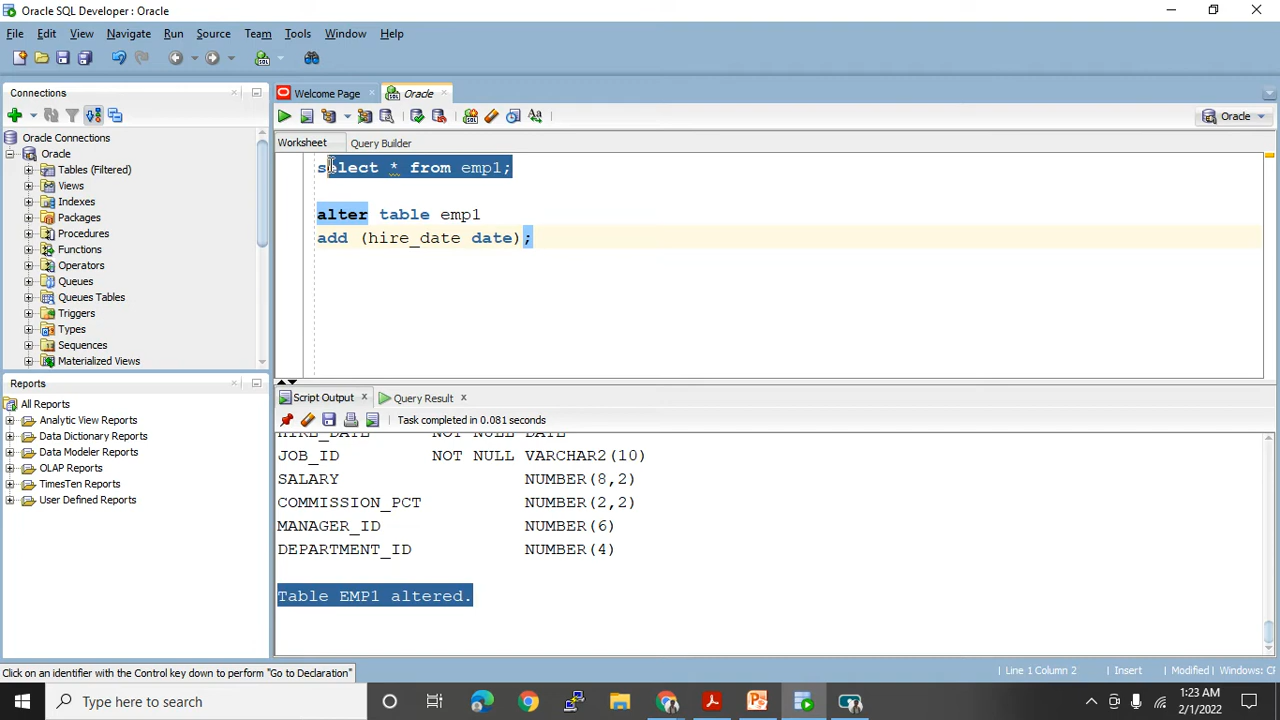 Oracle SQL Developer : Oracle
File Edit View Navigate Run Source Team Tools Window Help
Connections
Oracle Connections
Oracle
Tables (Filtered)
Views
Indexes
Packages
Procedures
Functions
Operators
Queues
Queues Tables
Triggers
Types
Sequences
Materialized Views
Reports
All Reports
Analytic View Reports
Data Dictionary Reports
Data Modeler Reports
OLAP Reports
TimesTen Reports
User Defined Reports
Welcome Page Oracle
Oracle
Worksheet Query Builder
select * from emp1;
alter table emp1
add (hire_date date);
Script Output Query Result
Task completed in 0.081 seconds
HIRE_DATE NOT NULL DATE
JOB_ID NOT NULL VARCHAR2(10)
SALARY NUMBER(8,2)
COMMISSION_PCT NUMBER(2,2)
MANAGER_ID NUMBER(6)
DEPARTMENT_ID NUMBER(4)
Table EMP1 altered.
Click on an identifier with the Control key down to perform "Go to Declaration"
Line 1 Column 2 Insert Modified Windows: CF
Type here to search
1:23 AM
2/1/2022